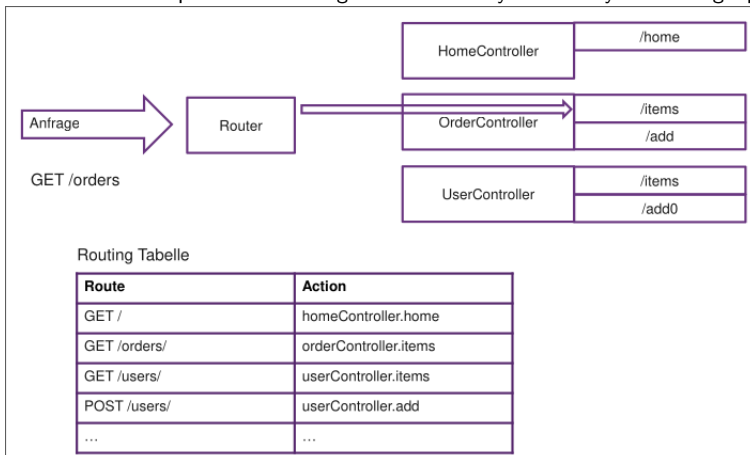 /home
HomeController
Anfrage
Router
/items
OrderController
/add
GET /orders
/items
UserController
/add0
Routing Tabelle
Route Action
GET / homeController.home
GET /orders/ orderController.items
GET /users/ userController.items
POST /users/ userController.add
... ...